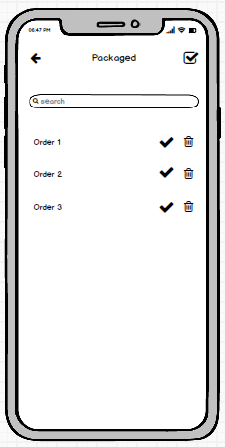 06:47 PM
Packaged
search
Order 1
Order 2
Order 3